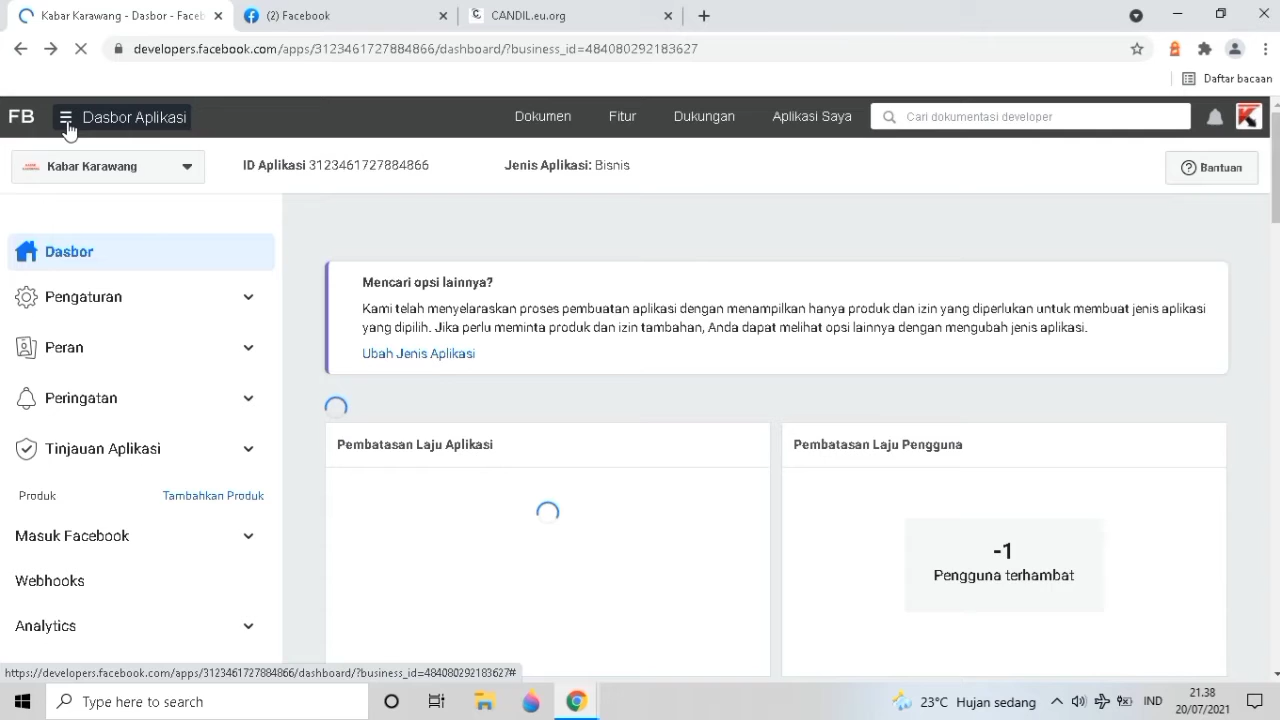 Kabar Karawang - Dasbor - Faceb
(2) Facebook
CANDIL.eu.org
developers.facebook.com/apps/3123461727884866/dashboard/?business_id=484080292183627
Daftar bacaan
FB
Dasbor Aplikasi
Dokumen
Fitur
Dukungan
Aplikasi Saya
Cari dokumentasi developer
Kabar Karawang
ID Aplikasi 3123461727884866
Jenis Aplikasi: Bisnis
Bantuan
Dasbor
Pengaturan
Peran
Peringatan
Tinjauan Aplikasi
Produk
Tambahkan Produk
Masuk Facebook
Webhooks
Analytics
Mencari opsi lainnya?
Kami telah menyelaraskan proses pembuatan aplikasi dengan menampilkan hanya produk dan izin yang diperlukan untuk membuat jenis aplikasi
yang dipilih. Jika perlu meminta produk dan izin tambahan, Anda dapat melihat opsi lainnya dengan mengubah jenis aplikasi.
Ubah Jenis Aplikasi
Pembatasan Laju Aplikasi
Pembatasan Laju Pengguna
-1
Pengguna terhambat
https://developers.facebook.com/apps/3123461727884866/dashboard/?business_id=484080292183627#
Type here to search
23°C Hujan sedang
IND
21.38
20/07/2021